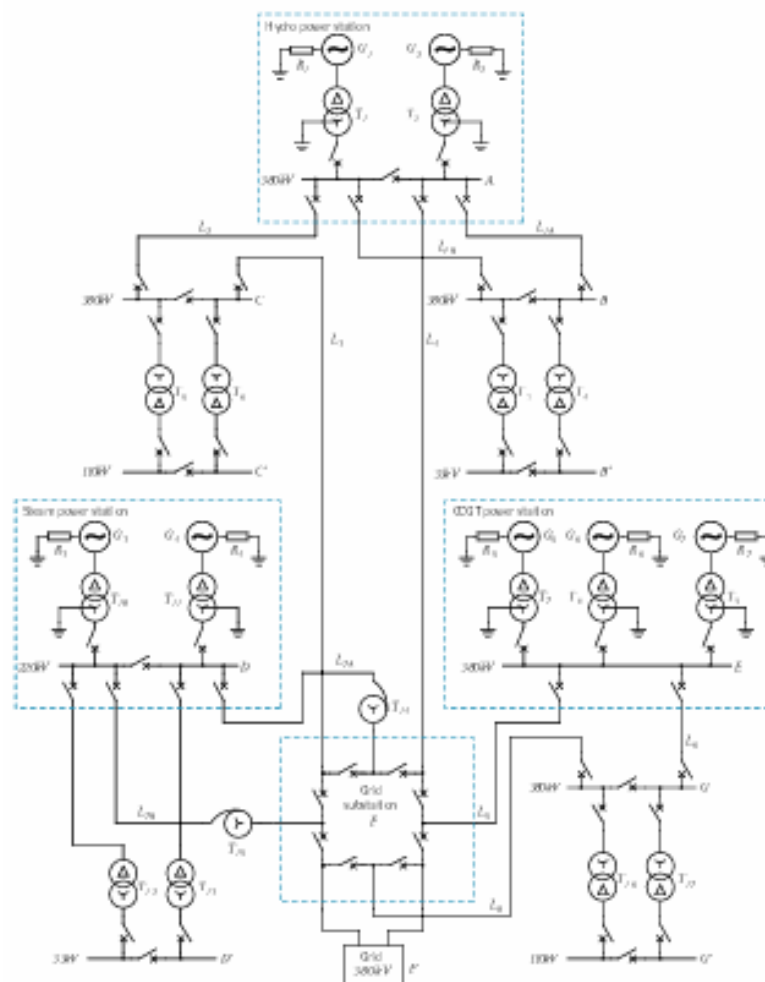 Hydro power station
G1
G2
R1
R2
T1
T2
380kV
A
L2
L1A
L1B
380kV
C
380kV
B
L3
L1
T5
T6
T3
T4
110kV
C'
33kV
B'
Steam power station
CCGT power station
G3
G4
R3
R4
G5
G6
G7
R5
R6
R7
T10
T11
T7
T8
T9
220kV
D
380kV
E
L7A
T14
L6
Grid
substation
F
380kV
G
L7B
T15
L5
T12
T13
T16
T17
L8
33kV
D'
Grid
380kV
F'
110kV
G'